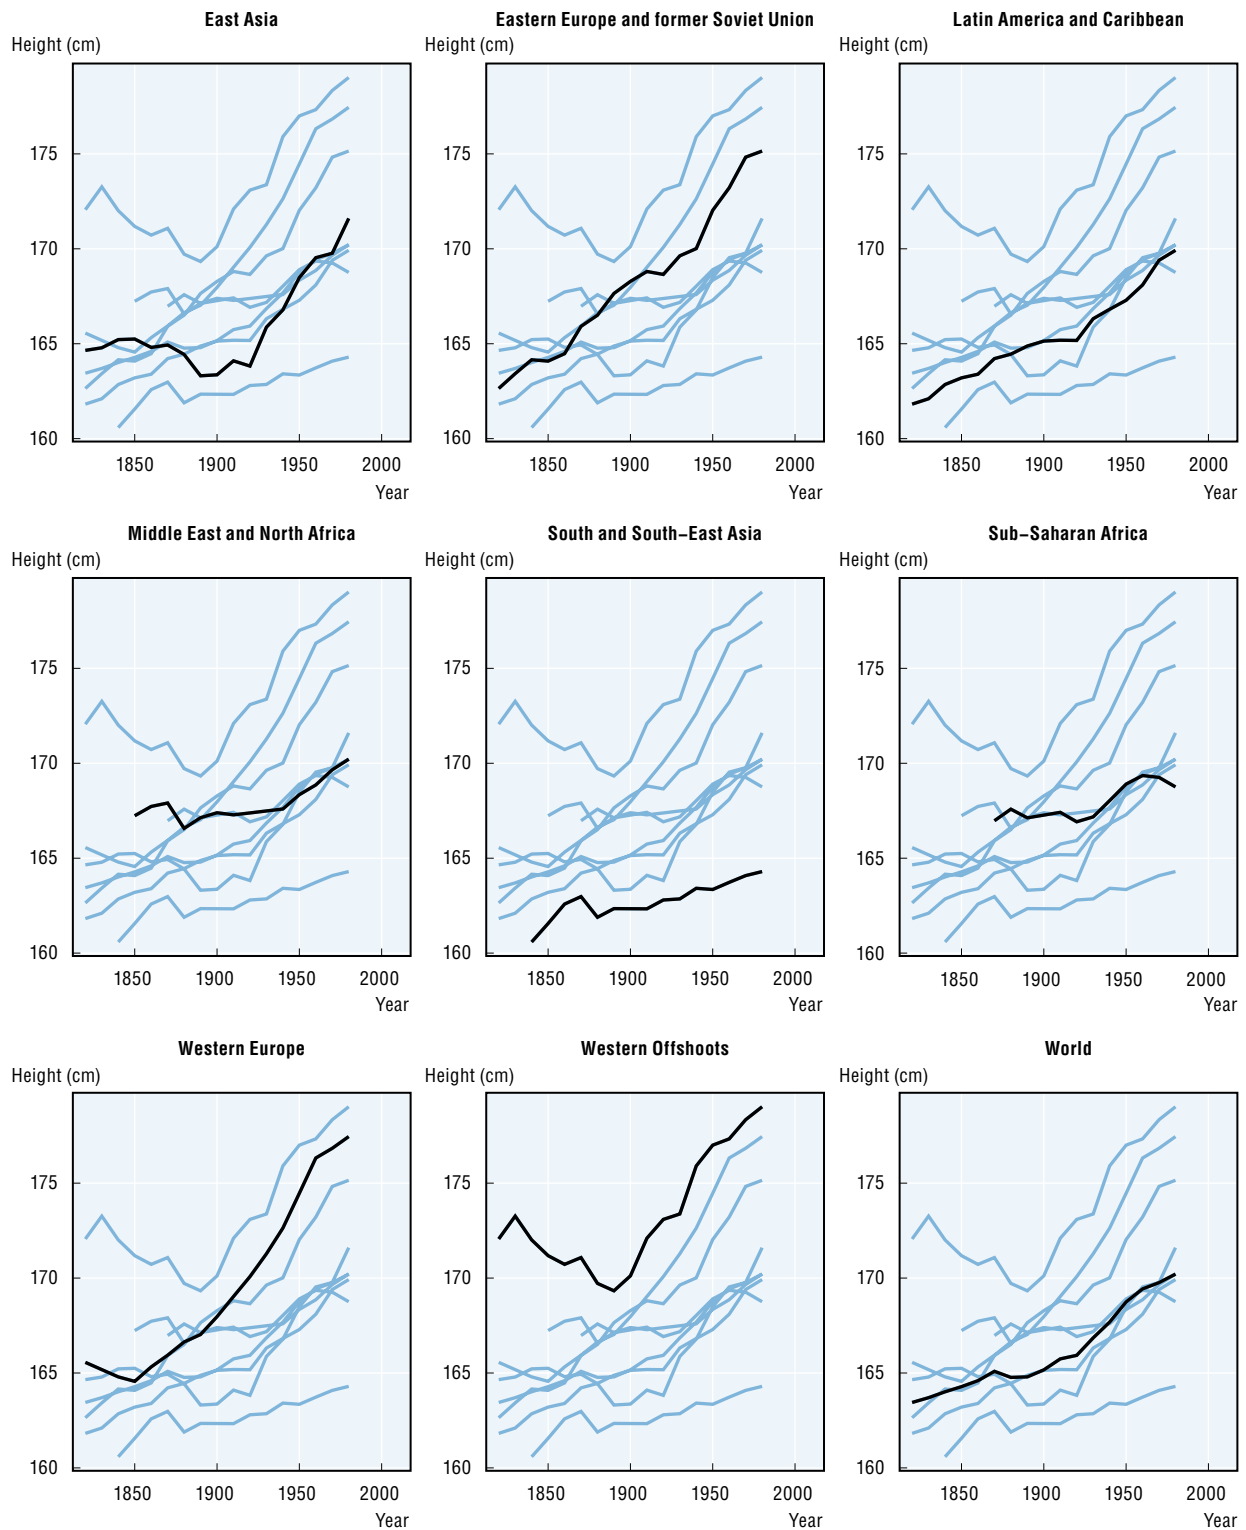 East Asia
Eastern Europe and former Soviet Union
Latin America and Caribbean
Height (cm)
Height (cm)
Height (cm)
175
175
175
170
170
170
165
165
165
160
160
160
1850 1900 1950 2000
1850 1900 1950 2000
1850 1900 1950 2000
Year
Year
Year
Middle East and North Africa
South and South–East Asia
Sub–Saharan Africa
Height (cm)
Height (cm)
Height (cm)
175
175
175
170
170
170
165
165
165
160
160
160
1850 1900 1950 2000
1850 1900 1950 2000
1850 1900 1950 2000
Year
Year
Year
Western Europe
Western Offshoots
World
Height (cm)
Height (cm)
Height (cm)
175
175
175
170
170
170
165
165
165
160
160
160
1850 1900 1950 2000
1850 1900 1950 2000
1850 1900 1950 2000
Year
Year
Year